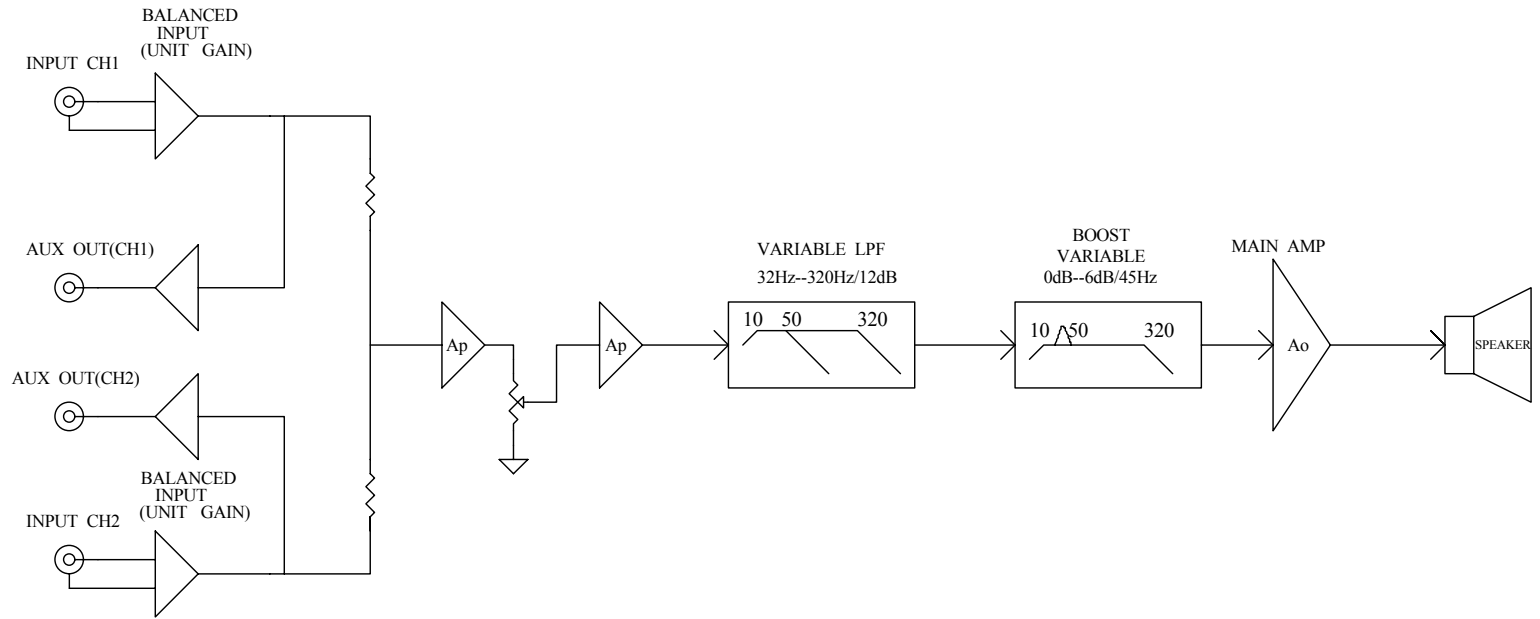 BALANCED
INPUT
(UNIT GAIN)
INPUT CH1
AUX OUT(CH1)
AUX OUT(CH2)
BALANCED
INPUT
(UNIT GAIN)
INPUT CH2
Ap
Ap
VARIABLE LPF
32Hz--320Hz/12dB
10 50 320
BOOST
VARIABLE
0dB--6dB/45Hz
10 50 320
MAIN AMP
Ao
SPEAKER